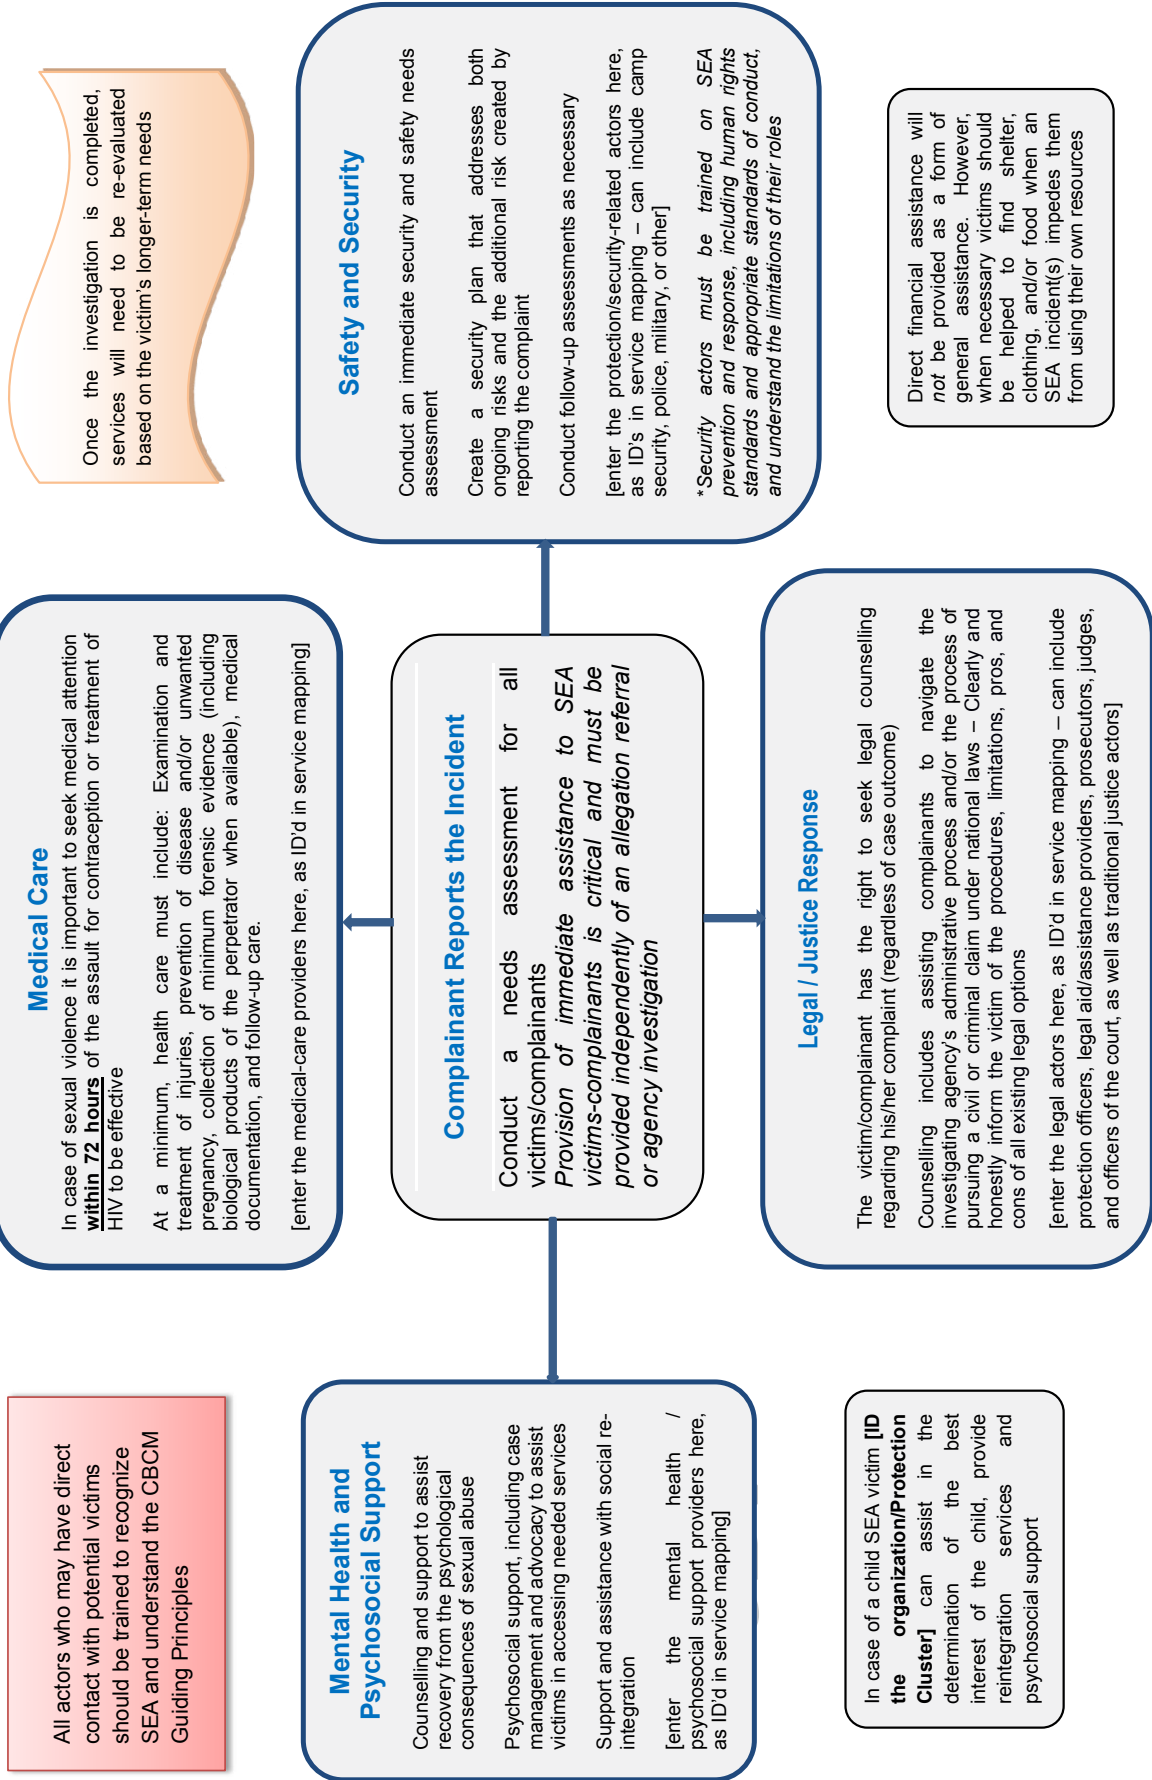 All actors who may have direct
contact with potential victims
should be trained to recognize
SEA and understand the CBCM
Guiding Principles
Medical Care
In case of sexual violence it is important to seek medical attention
within 72 hours of the assault for contraception or treatment of
HIV to be effective
At a minimum, health care must include: Examination and
treatment of injuries, prevention of disease and/or unwanted
pregnancy, collection of minimum forensic evidence (including
biological products of the perpetrator when available), medical
documentation, and follow-up care.
[enter the medical-care providers here, as ID'd in service mapping]
Once the investigation is completed,
services will need to be re-evaluated
based on the victim's longer-term needs
Mental Health and
Psychosocial Support
Counselling and support to assist
recovery from the psychological
consequences of sexual abuse
Psychosocial support, including case
management and advocacy to assist
victims in accessing needed services
Support and assistance with social re-
integration
[enter the mental health /
psychosocial support providers here,
as ID'd in service mapping]
Complainant Reports the Incident
Conduct a needs assessment for all
victims/complainants
Provision of immediate assistance to SEA
victims-complainants is critical and must be
provided independently of an allegation referral
or agency investigation
Safety and Security
Conduct an immediate security and safety needs
assessment
Create a security plan that addresses both
ongoing risks and the additional risk created by
reporting the complaint
Conduct follow-up assessments as necessary
[enter the protection/security-related actors here,
as ID's in service mapping – can include camp
security, police, military, or other]
*Security actors must be trained on SEA
prevention and response, including human rights
standards and appropriate standards of conduct,
and understand the limitations of their roles
In case of a child SEA victim [ID
the organization/Protection
Cluster] can assist in the
determination of the best
interest of the child, provide
reintegration services and
psychosocial support
Legal / Justice Response
The victim/complainant has the right to seek legal counselling
regarding his/her complaint (regardless of case outcome)
Counselling includes assisting complainants to navigate the
investigating agency's administrative process and/or the process of
pursuing a civil or criminal claim under national laws – Clearly and
honestly inform the victim of the procedures, limitations, pros, and
cons of all existing legal options
[enter the legal actors here, as ID'd in service mapping – can include
protection officers, legal aid/assistance providers, prosecutors, judges,
and officers of the court, as well as traditional justice actors]
Direct financial assistance will
not be provided as a form of
general assistance. However,
when necessary victims should
be helped to find shelter,
clothing, and/or food when an
SEA incident(s) impedes them
from using their own resources